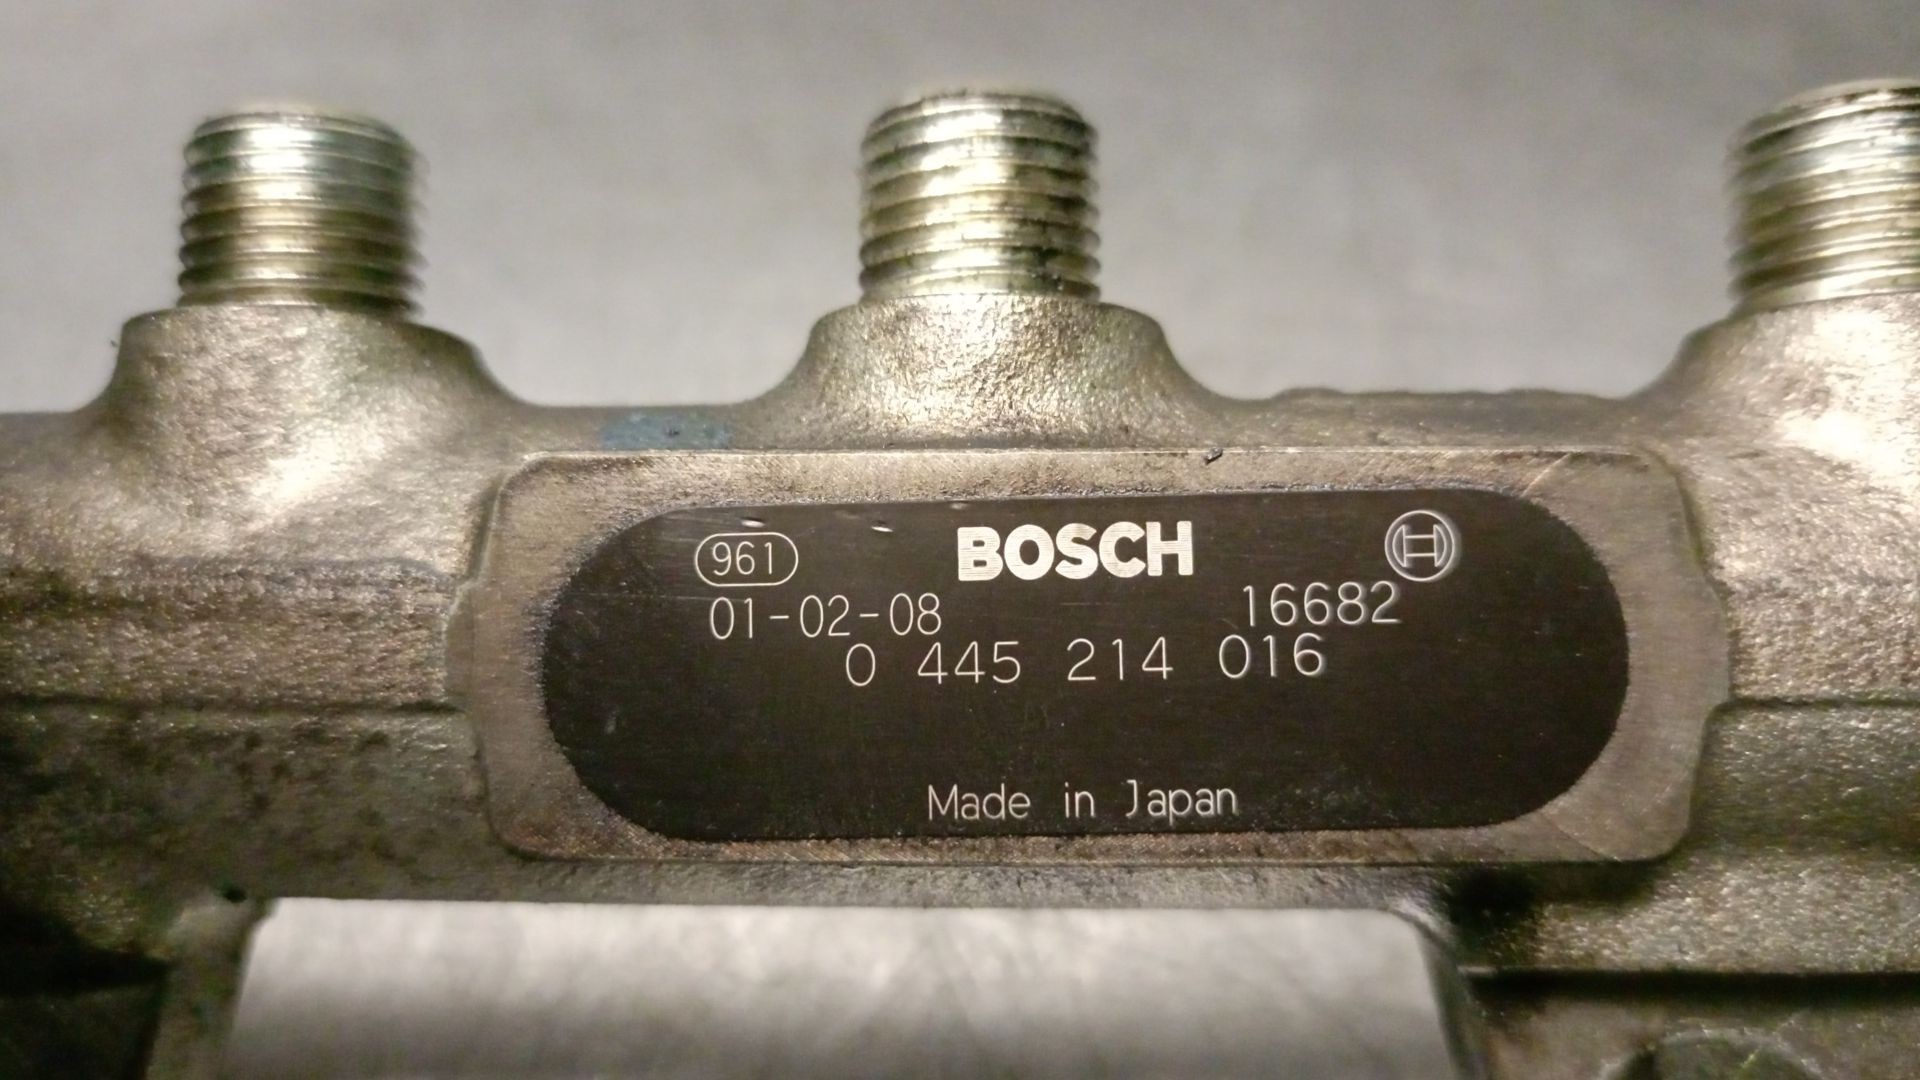 961 BOSCH
01-02-08 16682
0 445 214 016
Made in Japan